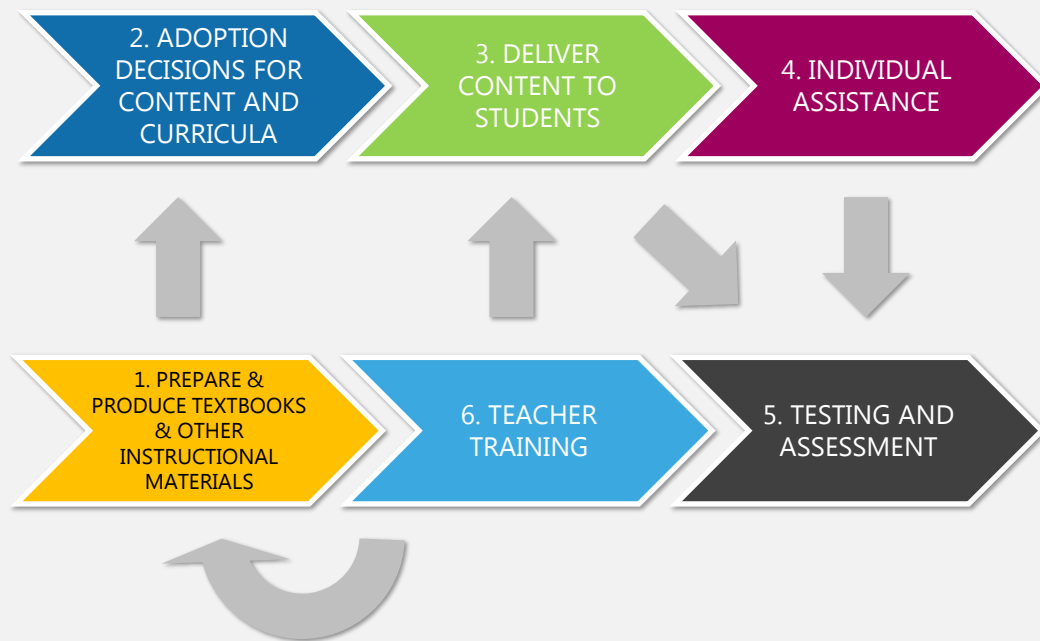 2. ADOPTION
DECISIONS FOR
CONTENT AND
CURRICULA
3. DELIVER
CONTENT TO
STUDENTS
4. INDIVIDUAL
ASSISTANCE
1. PREPARE &
PRODUCE TEXTBOOKS
& OTHER
INSTRUCTIONAL
MATERIALS
6. TEACHER
TRAINING
5. TESTING AND
ASSESSMENT